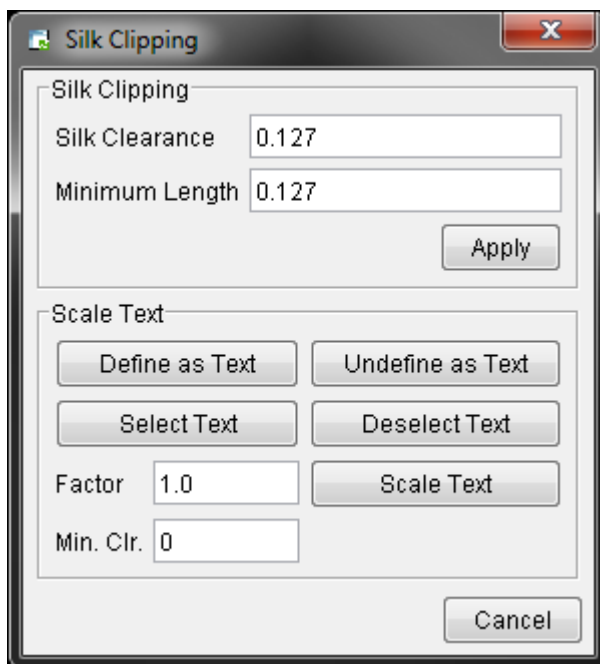 Silk Clipping
Silk Clipping
Silk Clearance 0.127
Minimum Length 0.127
Apply
Scale Text
Define as Text Undefine as Text
Select Text Deselect Text
Factor 1.0 Scale Text
Min. Clr. 0
Cancel